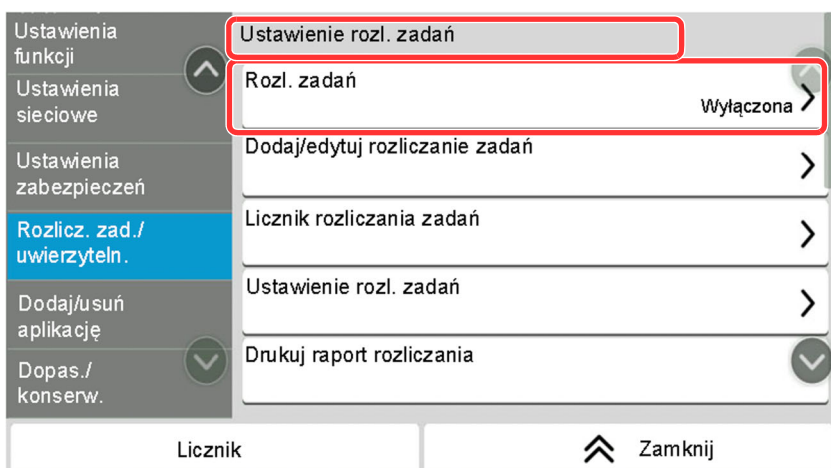 Ustawienia
funkcji
Ustawienia
sieciowe
Ustawienia
zabezpieczeń
Rozlicz. zad./
uwierzyteln.
Dodaj/usuń
aplikację
Dopas./
konserw.
Ustawienie rozl. zadań
Rozl. zadań
Wyłączona
Dodaj/edytuj rozliczanie zadań
Licznik rozliczania zadań
Ustawienie rozl. zadań
Drukuj raport rozliczania
Licznik
Zamknij